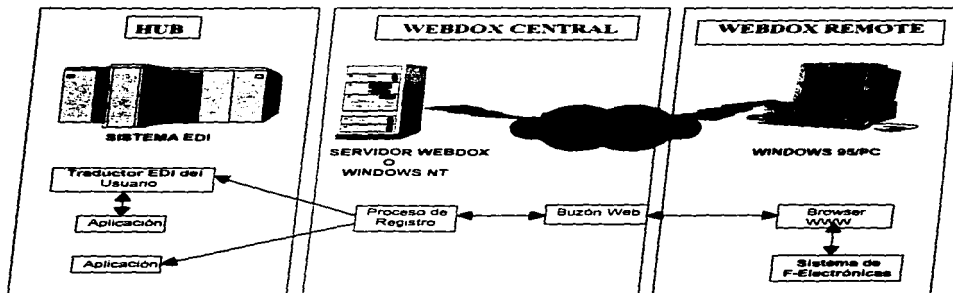 HUB
WEBDOX CENTRAL
WEBDOX REMOTE
SISTEMA EDI
SERVIDOR WEBDOX
O
WINDOWS NT
WINDOWS 95/PC
Traductor EDI del
Usuario
Aplicación
Aplicación
Proceso de
Registro
Buzón Web
Browser
WWW
Sistema de
F-Electrónicas